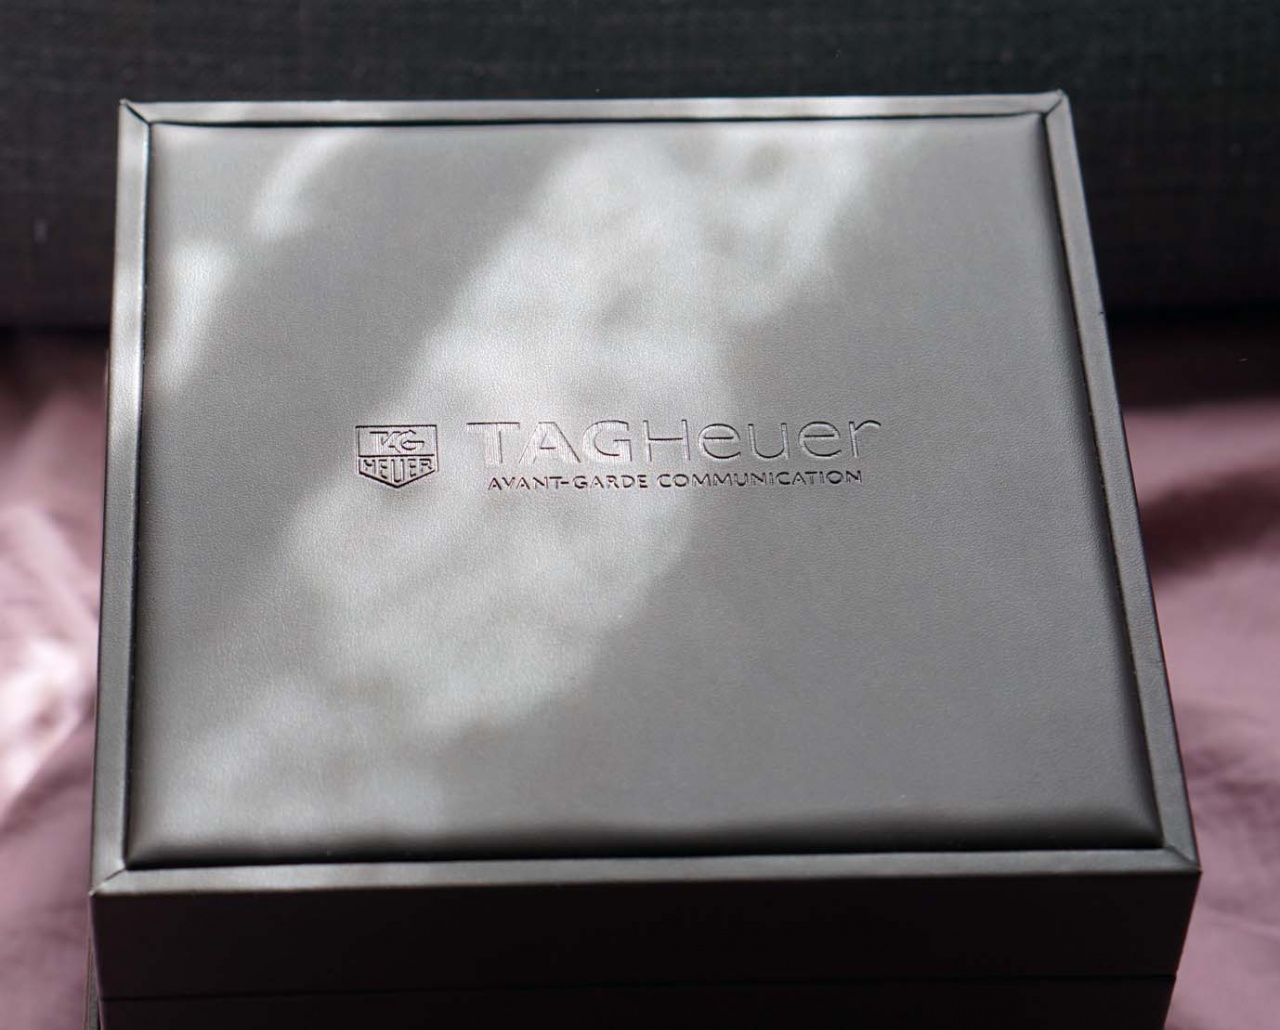 TAG
HEUER
TAGHeuer
AVANT-GARDE COMMUNICATION